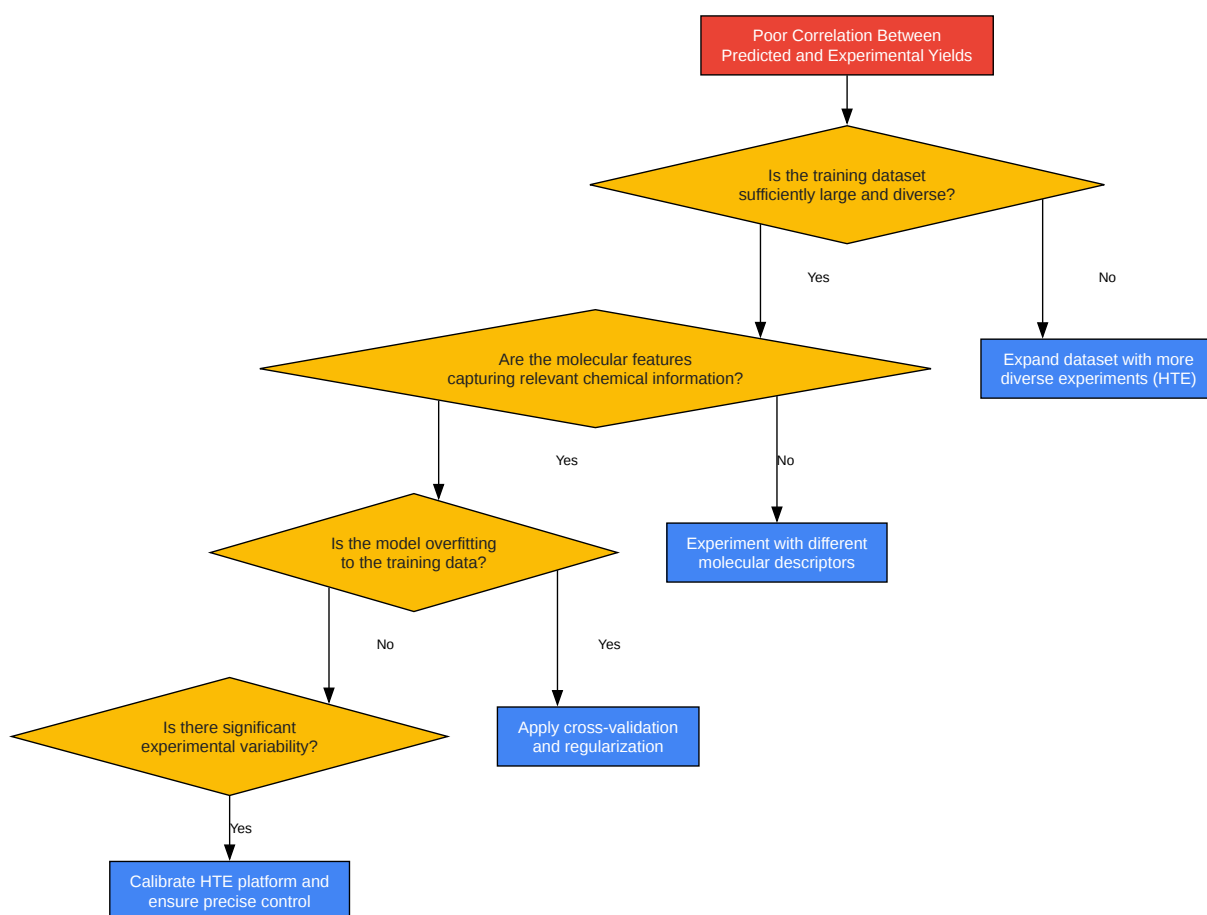 Poor Correlation Between
Predicted and Experimental Yields
Is the training dataset
sufficiently large and diverse?
Yes
No
Are the molecular features
capturing relevant chemical information?
Expand dataset with more
diverse experiments (HTE)
Yes
No
Is the model overfitting
to the training data?
Experiment with different
molecular descriptors
No
Yes
Is there significant
experimental variability?
Apply cross-validation
and regularization
Yes
Calibrate HTE platform and
ensure precise control